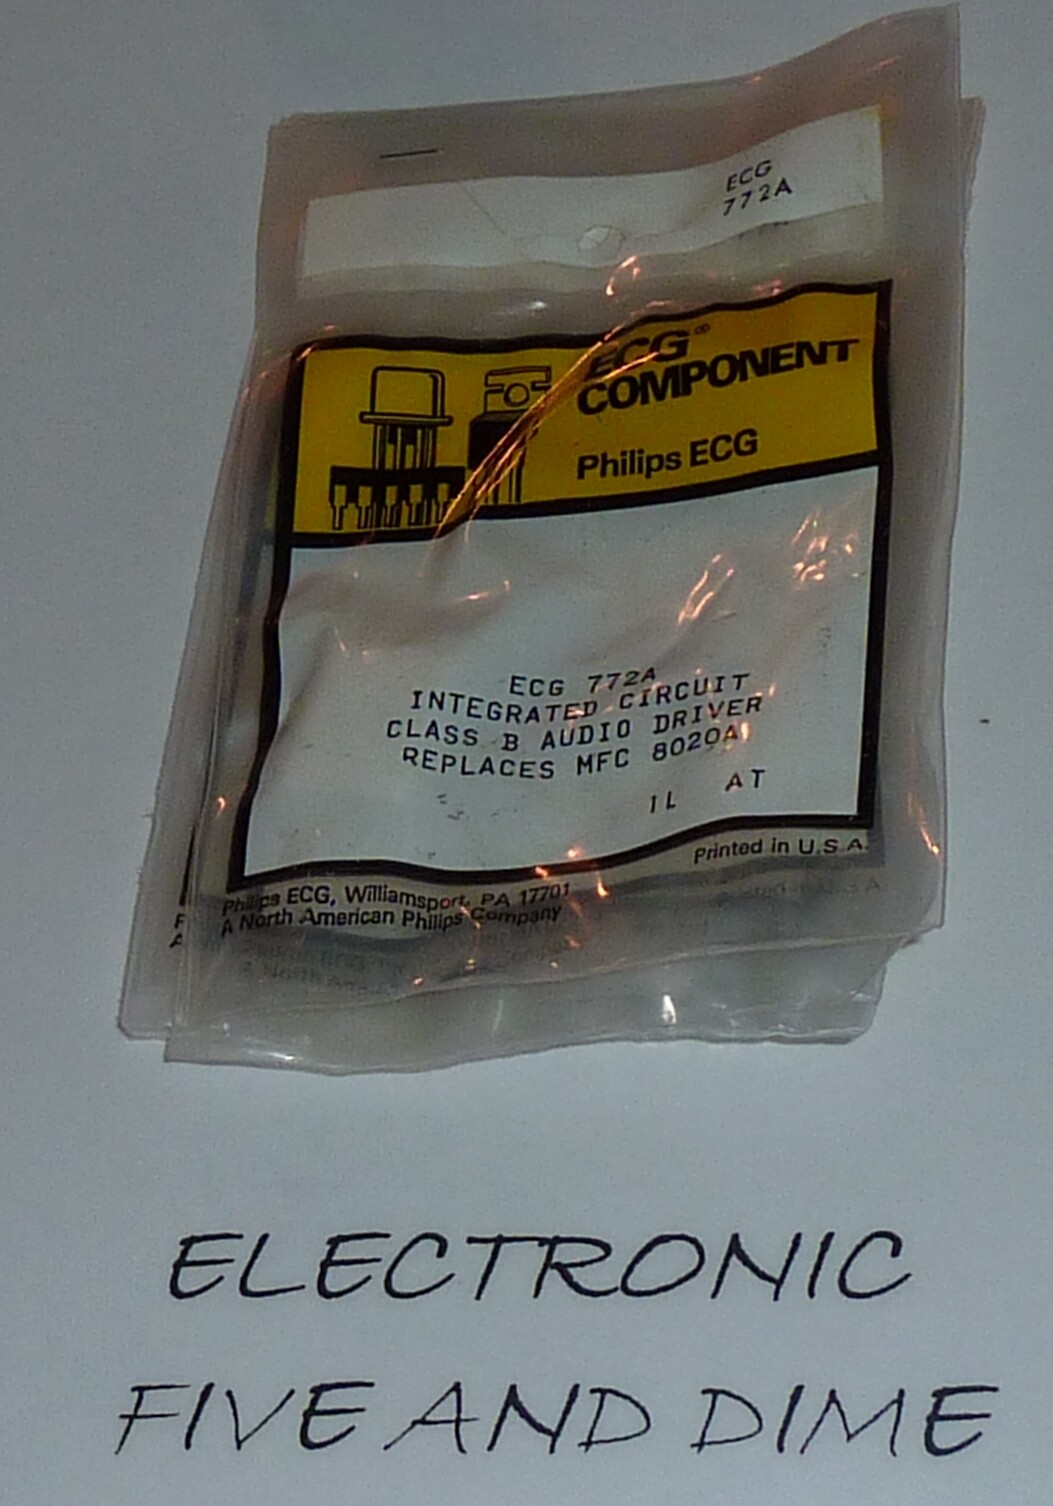 ECG
772A
ECG®
COMPONENT
Philips ECG
ECG 772A
INTEGRATED CIRCUIT
CLASS B AUDIO DRIVER
REPLACES MFC 8020A
1L AT
Printed in U.S.A.
Philips ECG, Williamsport, PA 17701
A North American Philips Company
ELECTRONIC
FIVE AND DIME